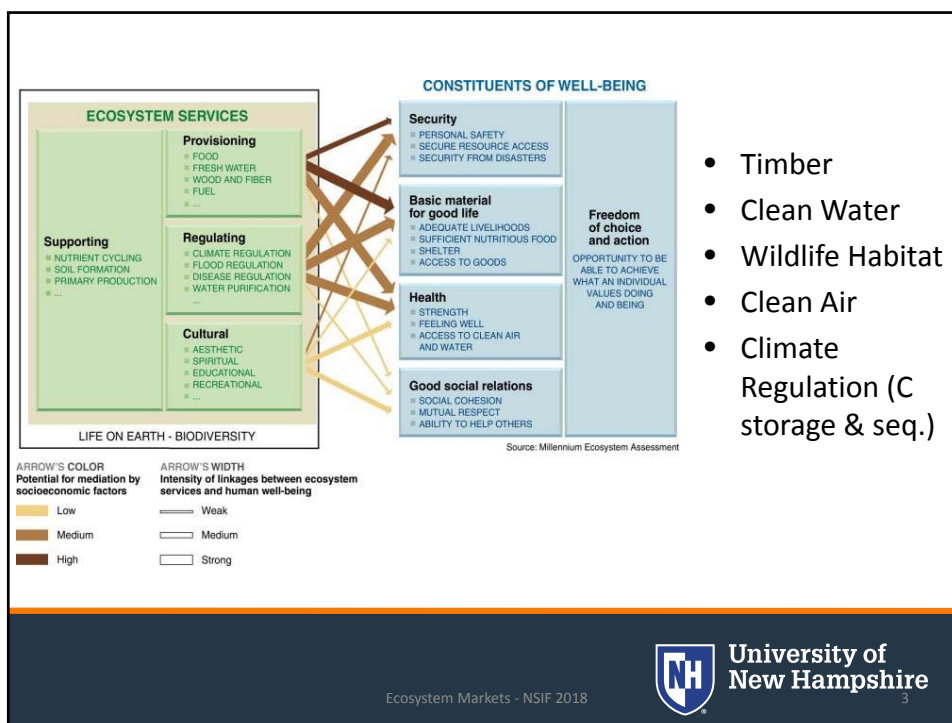 CONSTITUENTS OF WELL-BEING
ECOSYSTEM SERVICES
Supporting
■ NUTRIENT CYCLING
■ SOIL FORMATION
■ PRIMARY PRODUCTION
■ ...
Provisioning
■ FOOD
■ FRESH WATER
■ WOOD AND FIBER
■ FUEL
■ ...
Regulating
■ CLIMATE REGULATION
■ FLOOD REGULATION
■ DISEASE REGULATION
■ WATER PURIFICATION
...
Cultural
■ AESTHETIC
■ SPIRITUAL
■ EDUCATIONAL
■ RECREATIONAL
■ ...
LIFE ON EARTH - BIODIVERSITY
Security
■ PERSONAL SAFETY
■ SECURE RESOURCE ACCESS
■ SECURITY FROM DISASTERS
Basic material
for good life
■ ADEQUATE LIVELIHOODS
■ SUFFICIENT NUTRITIOUS FOOD
■ SHELTER
■ ACCESS TO GOODS
Health
■ STRENGTH
■ FEELING WELL
■ ACCESS TO CLEAN AIR
AND WATER
Good social relations
■ SOCIAL COHESION
■ MUTUAL RESPECT
■ ABILITY TO HELP OTHERS
Freedom
of choice
and action
OPPORTUNITY TO BE
ABLE TO ACHIEVE
WHAT AN INDIVIDUAL
VALUES DOING
AND BEING
Source: Millennium Ecosystem Assessment
ARROW'S COLOR
Potential for mediation by
socioeconomic factors
Low
Medium
High
ARROW'S WIDTH
Intensity of linkages between ecosystem
services and human well-being
Weak
Medium
Strong
• Timber
• Clean Water
• Wildlife Habitat
• Clean Air
• Climate
Regulation (C
storage & seq.)
Ecosystem Markets - NSIF 2018
NH
University of
New Hampshire
3